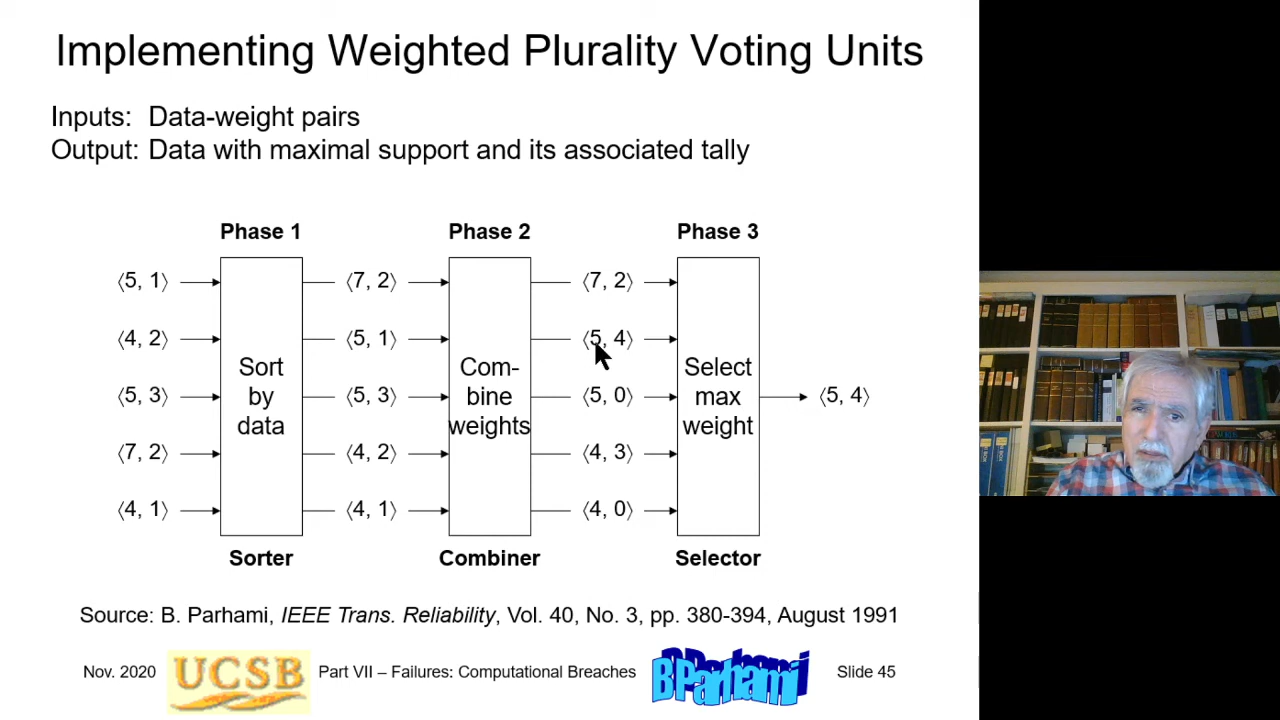 Implementing Weighted Plurality Voting Units
Inputs: Data-weight pairs
Output: Data with maximal support and its associated tally
Phase 1 Phase 2 Phase 3
⟨5, 1⟩ ⟨7, 2⟩ ⟨7, 2⟩
⟨4, 2⟩ ⟨5, 1⟩ ⟨5, 4⟩
Sort Com- Select
⟨5, 3⟩ by ⟨5, 3⟩ bine ⟨5, 0⟩ max ⟨5, 4⟩
data weights weight
⟨7, 2⟩ ⟨4, 2⟩ ⟨4, 3⟩
⟨4, 1⟩ ⟨4, 1⟩ ⟨4, 0⟩
Sorter Combiner Selector
Source: B. Parhami, IEEE Trans. Reliability, Vol. 40, No. 3, pp. 380-394, August 1991
Nov. 2020 UCSB Part VII – Failures: Computational Breaches B Parhami Slide 45